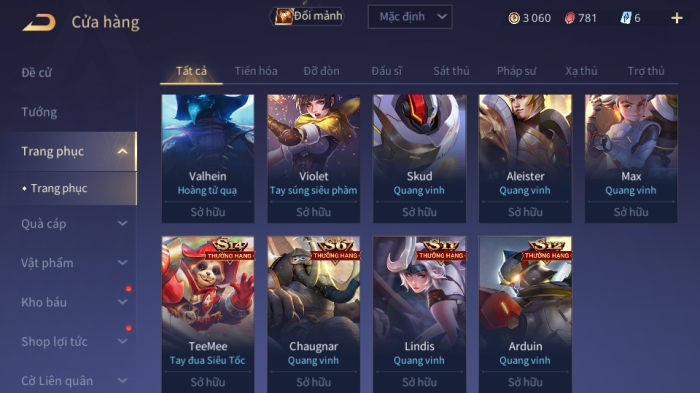 Cửa hàng
Đổi mảnh
Mặc định
3 060
781
6
Đề cử
Tướng
Trang phục
Trang phục
Quà cáp
Vật phẩm
Kho báu
Shop lợi tức
Cờ Liên quân
Tất cả Tiến hóa Đỡ đòn Đấu sĩ Sát thủ Pháp sư Xạ thủ Trợ thủ
Valhein
Hoàng tử quạ
Sở hữu
Violet
Tay súng siêu phàm
Sở hữu
Skud
Quang vinh
Sở hữu
Aleister
Quang vinh
Sở hữu
Max
Quang vinh
Sở hữu
S14
THƯỞNG HẠNG
TeeMee
Tay đua Siêu Tốc
Sở hữu
S6
THƯỞNG HẠNG
Chaugnar
Quang vinh
Sở hữu
S11
THƯỞNG HẠNG
Lindis
Quang vinh
Sở hữu
S12
THƯỞNG HẠNG
Arduin
Quang vinh
Sở hữu